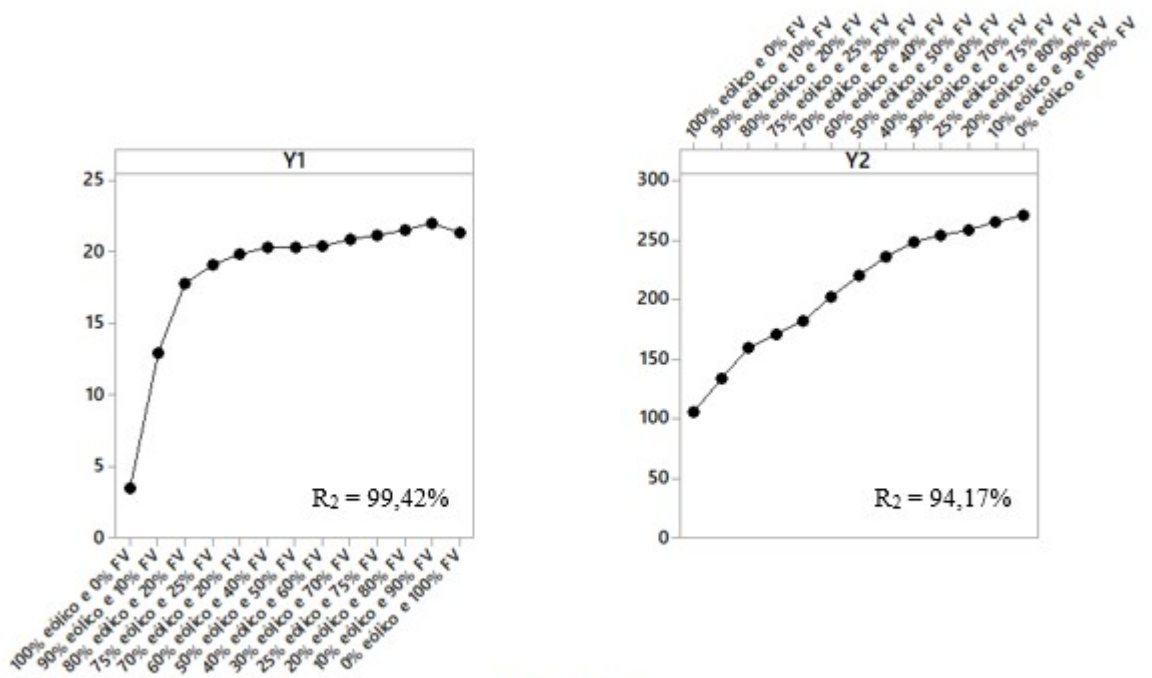 Y1
25
20
15
10
5
0
R₂ = 99,42%
100% eólico e 0% FV
90% eólico e 10% FV
80% eólico e 20% FV
75% eólico e 25% FV
70% eólico e 20% FV
60% eólico e 40% FV
50% eólico e 50% FV
40% eólico e 60% FV
30% eólico e 70% FV
25% eólico e 75% FV
20% eólico e 80% FV
10% eólico e 90% FV
0% eólico e 100% FV
100% eólico e 0% FV
90% eólico e 10% FV
80% eólico e 20% FV
75% eólico e 25% FV
70% eólico e 20% FV
60% eólico e 40% FV
50% eólico e 50% FV
40% eólico e 60% FV
30% eólico e 70% FV
25% eólico e 75% FV
20% eólico e 80% FV
10% eólico e 90% FV
0% eólico e 100% FV
Y2
300
250
200
150
100
50
0
R₂ = 94,17%